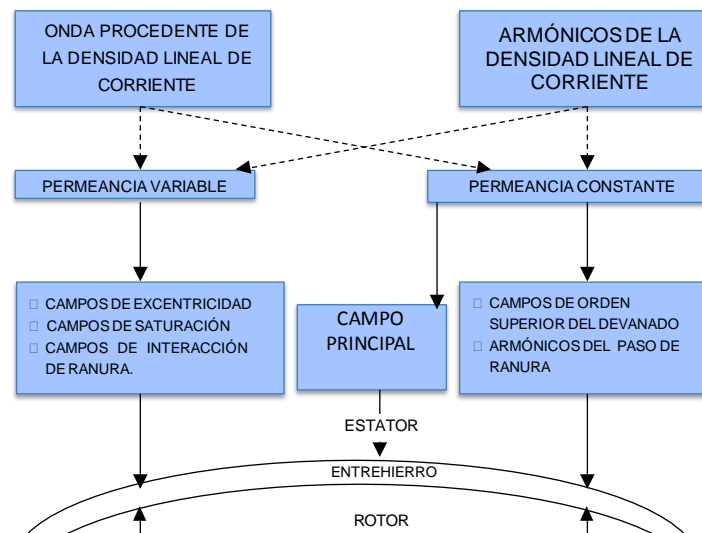 ONDA PROCEDENTE DE
LA DENSIDAD LINEAL DE
CORRIENTE
ARMÓNICOS DE LA
DENSIDAD LINEAL DE
CORRIENTE
PERMEANCIA VARIABLE
PERMEANCIA CONSTANTE
CAMPOS DE EXCENTRICIDAD
CAMPOS DE SATURACIÓN
CAMPOS DE INTERACCIÓN
DE RANURA.
CAMPO
PRINCIPAL
CAMPOS DE ORDEN
SUPERIOR DEL DEVANADO
ARMÓNICOS DEL PASO DE
RANURA
ESTATOR
ENTREHIERRO
ROTOR